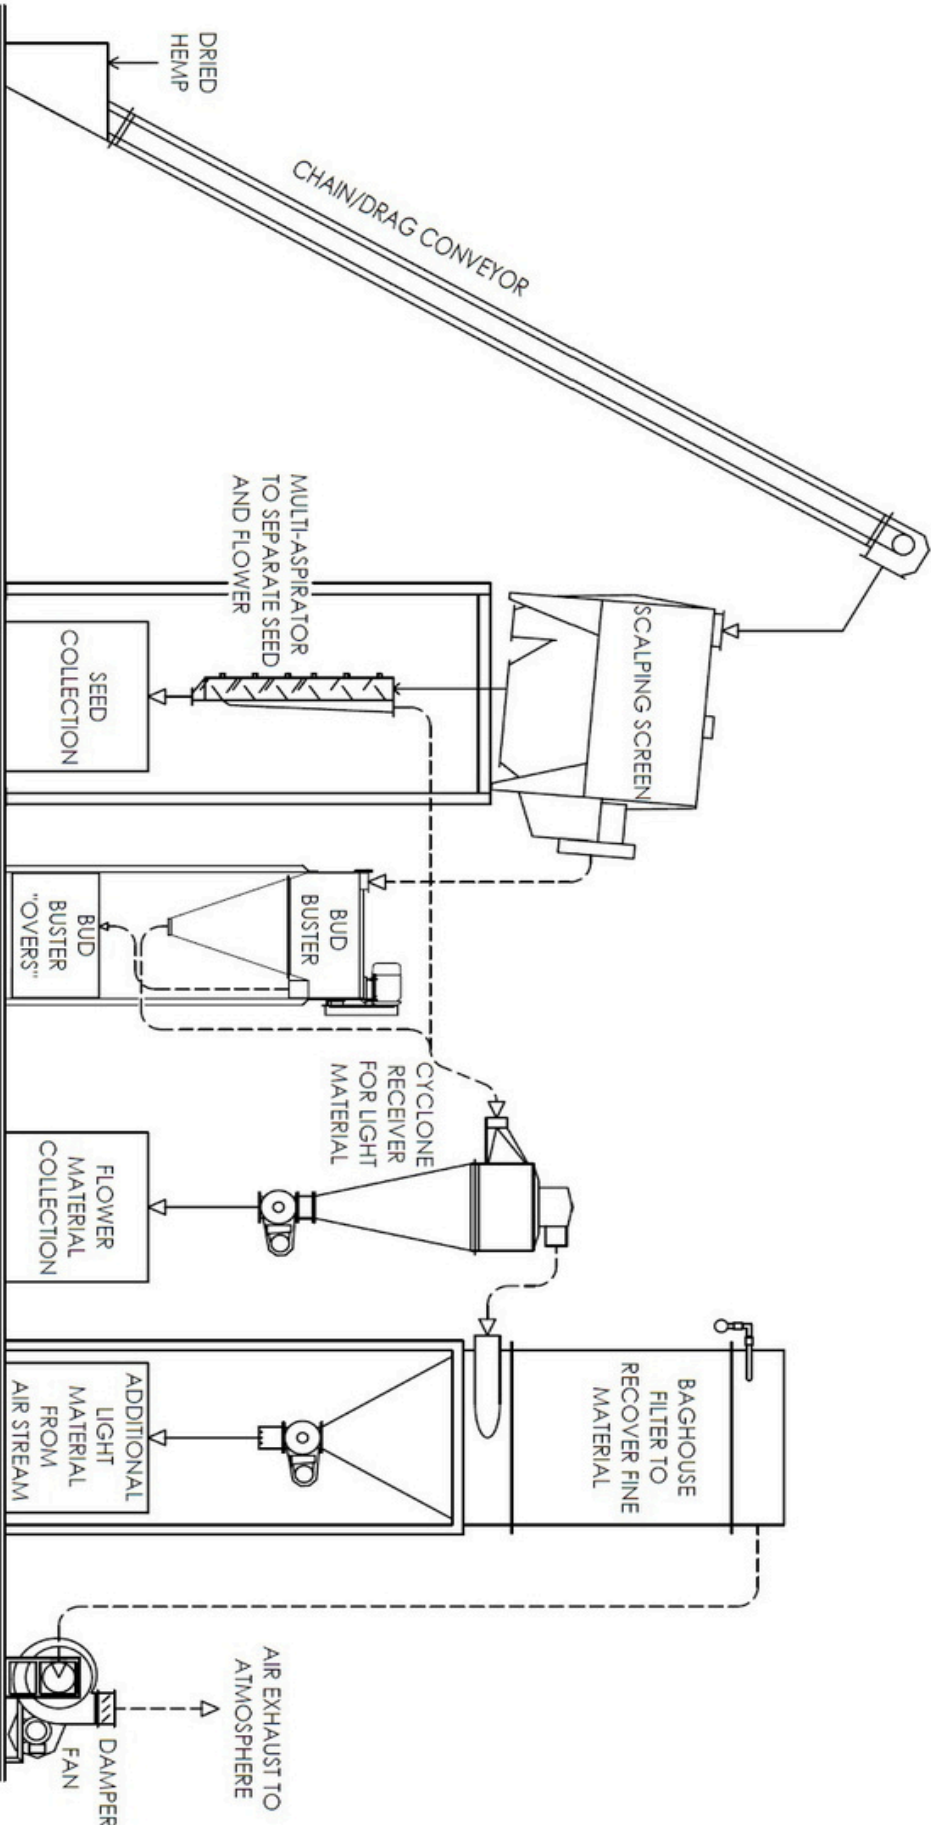 DRIED
HEMP
CHAIN/DRAG CONVEYOR
SCALPING SCREEN
MULTI-ASPIRATOR
TO SEPARATE SEED
AND FLOWER
SEED
COLLECTION
BUD
BUSTER
BUD
BUSTER
"OVERS"
CYCLONE
RECEIVER
FOR LIGHT
MATERIAL
FLOWER
MATERIAL
COLLECTION
BAGHOUSE
FILTER TO
RECOVER FINE
MATERIAL
ADDITIONAL
LIGHT
MATERIAL
FROM
AIR STREAM
AIR EXHAUST TO
ATMOSPHERE
DAMPER
FAN